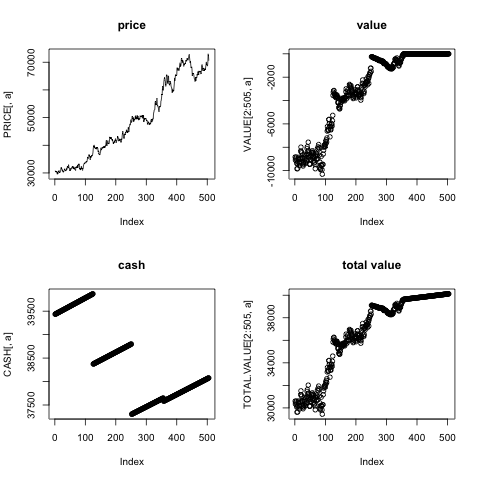 price
PRICE[, a]
30000 50000 70000
0 100 200 300 400 500
Index
value
VALUE[2:505, a]
-10000 -6000 -2000
0 100 200 300 400 500
Index
cash
CASH[, a]
37500 38500 39500
0 100 200 300 400 500
Index
total value
TOTAL.VALUE[2:505, a]
30000 34000 38000
0 100 200 300 400 500
Index